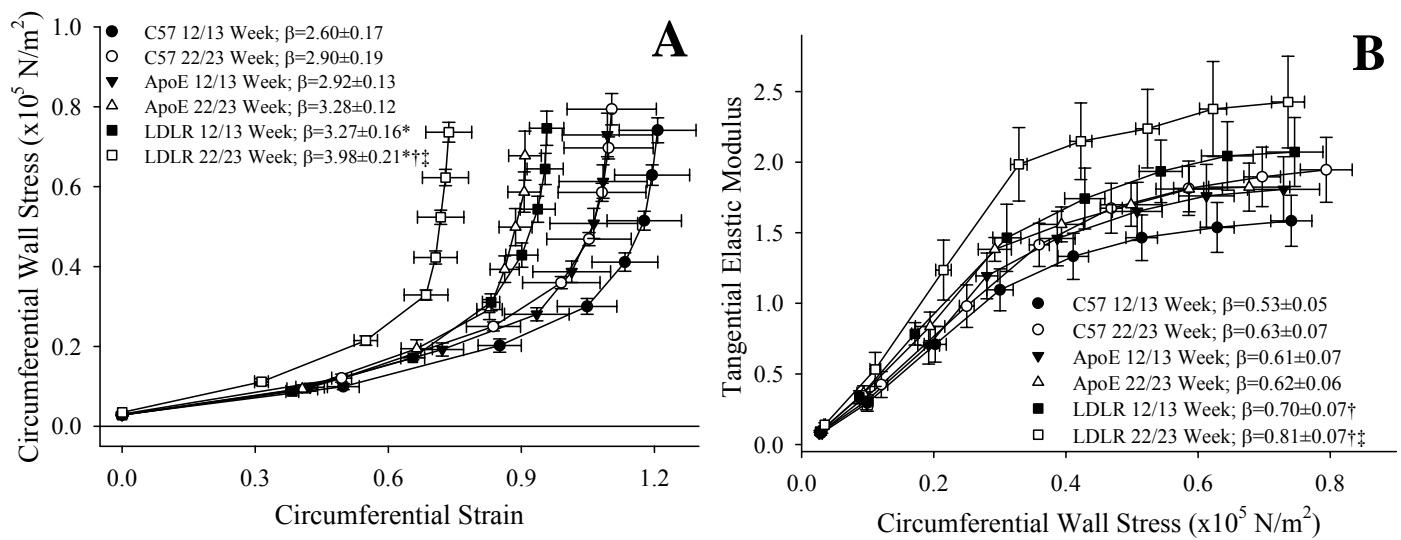 A
C57 12/13 Week; β=2.60±0.17
C57 22/23 Week; β=2.90±0.19
ApoE 12/13 Week; β=2.92±0.13
ApoE 22/23 Week; β=3.28±0.12
LDLR 12/13 Week; β=3.27±0.16*
LDLR 22/23 Week; β=3.98±0.21*†‡
Circumferential Wall Stress (x10⁵ N/m²)
1.0
0.8
0.6
0.4
0.2
0.0
0.0 0.3 0.6 0.9 1.2
Circumferential Strain
B
Tangential Elastic Modulus
2.5
2.0
1.5
1.0
0.5
0.0
C57 12/13 Week; β=0.53±0.05
C57 22/23 Week; β=0.63±0.07
ApoE 12/13 Week; β=0.61±0.07
ApoE 22/23 Week; β=0.62±0.06
LDLR 12/13 Week; β=0.70±0.07†
LDLR 22/23 Week; β=0.81±0.07†‡
0.0 0.2 0.4 0.6 0.8
Circumferential Wall Stress (x10⁵ N/m²)